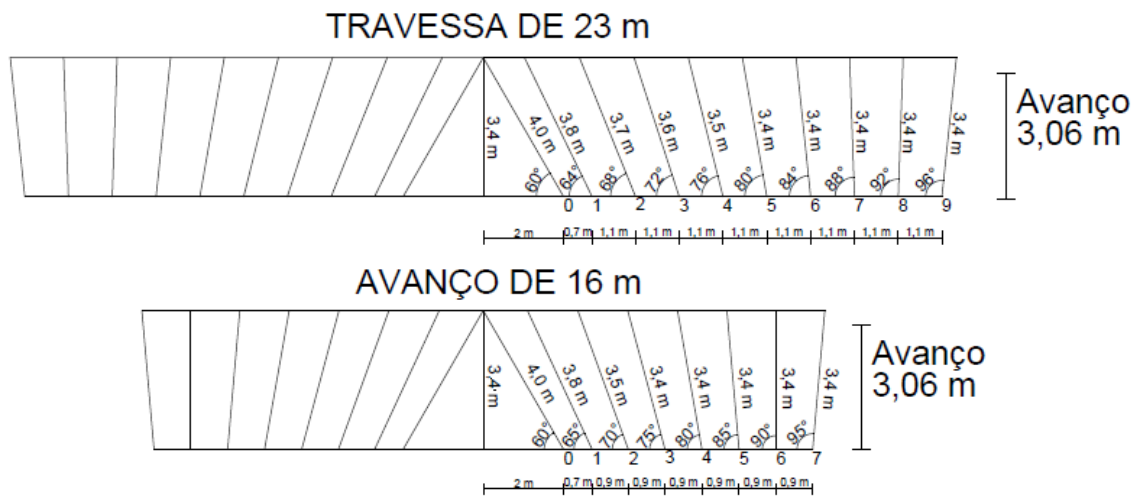 TRAVESSA DE 23 m
3,4 m
4,0 m
3,8 m
3,7 m
3,6 m
3,5 m
3,4 m
3,4 m
3,4 m
3,4 m
3,4 m
60°
64°
68°
72°
76°
80°
84°
88°
92°
96°
0 1 2 3 4 5 6 7 8 9
2 m 0,7 m 1,1 m 1,1 m 1,1 m 1,1 m 1,1 m 1,1 m 1,1 m 1,1 m
Avanço
3,06 m
AVANÇO DE 16 m
3,4 m
4,0 m
3,8 m
3,5 m
3,4 m
3,4 m
3,4 m
3,4 m
3,4 m
60°
65°
70°
75°
80°
85°
90°
95°
0 1 2 3 4 5 6 7
2 m 0,7 m 0,9 m 0,9 m 0,9 m 0,9 m 0,9 m 0,9 m
Avanço
3,06 m